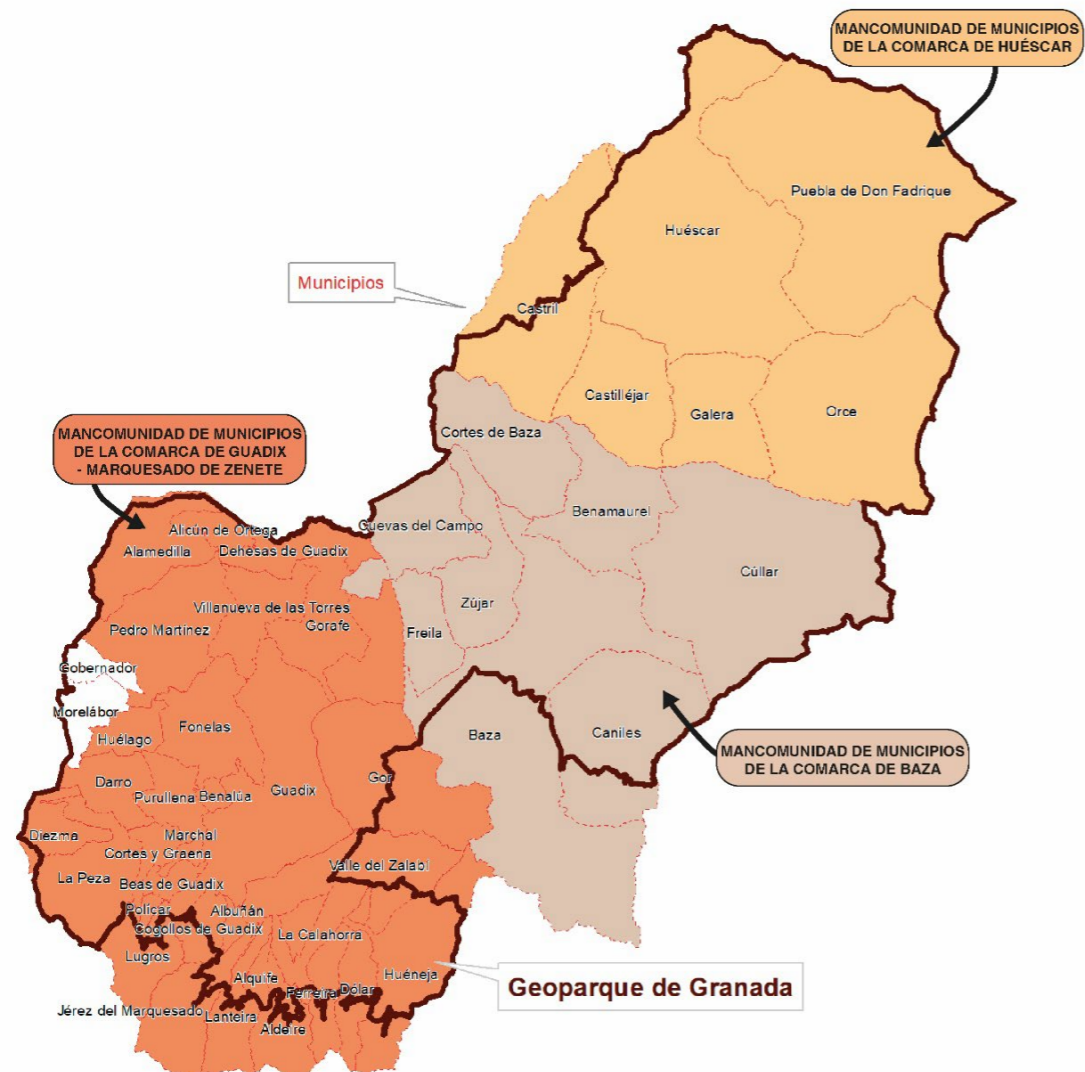 MANCOMUNIDAD DE MUNICIPIOS
DE LA COMARCA DE HUÉSCAR
Puebla de Don Fadrique
Huéscar
Municipios
Castril
Castilléjar
Galera
Orce
MANCOMUNIDAD DE MUNICIPIOS
DE LA COMARCA DE GUADIX
- MARQUESADO DE ZENETE
Cortes de Baza
Benamaurel
Cuevas del Campo
Alicún de Ortega
Alamedilla
Dehesas de Guadix
Cúllar
Zújar
Villanueva de las Torres
Gorafe
Pedro Martínez
Freila
Gobernador
Morelábor
Fonelas
Huélago
Baza
Caniles
MANCOMUNIDAD DE MUNICIPIOS
DE LA COMARCA DE BAZA
Darro
Purullena
Benalúa
Guadix
Gor
Diezma
Marchal
Cortes y Graena
Valle del Zalabí
La Peza
Beas de Guadix
Polícar
Albuñán
Cogollos de Guadix
La Calahorra
Lugros
Alquife
Ferreira
Dólar
Huéneja
Geoparque de Granada
Jérez del Marquesado
Lanteira
Aldeire